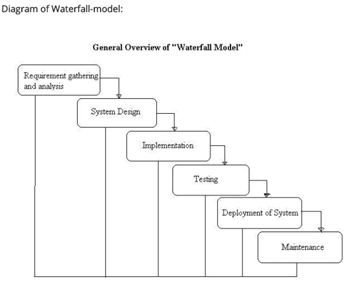 Diagram of Waterfall-model:
General Overview of "Waterfall Model"
Requirement gathering
and analysis
System Design
Implementation
Testing
Deployment of System
Maintenance